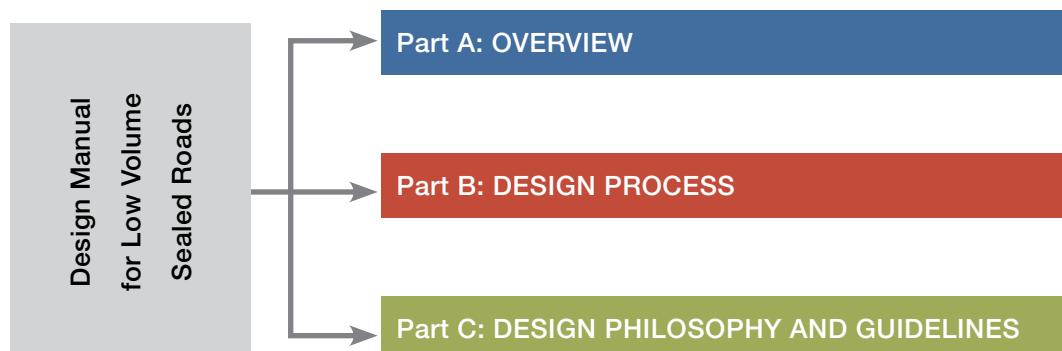 Design Manual
for Low Volume
Sealed Roads
Part A: OVERVIEW
Part B: DESIGN PROCESS
Part C: DESIGN PHILOSOPHY AND GUIDELINES